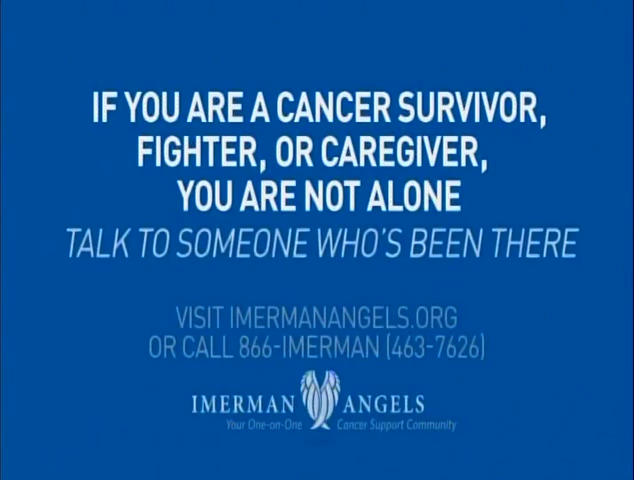 IF YOU ARE A CANCER SURVIVOR,
FIGHTER, OR CAREGIVER,
YOU ARE NOT ALONE
TALK TO SOMEONE WHO'S BEEN THERE
VISIT IMERMANANGELS.ORG
OR CALL 866-IMERMAN (463-7626)
IMERMAN ANGELS
Your One-on-One Cancer Support Community